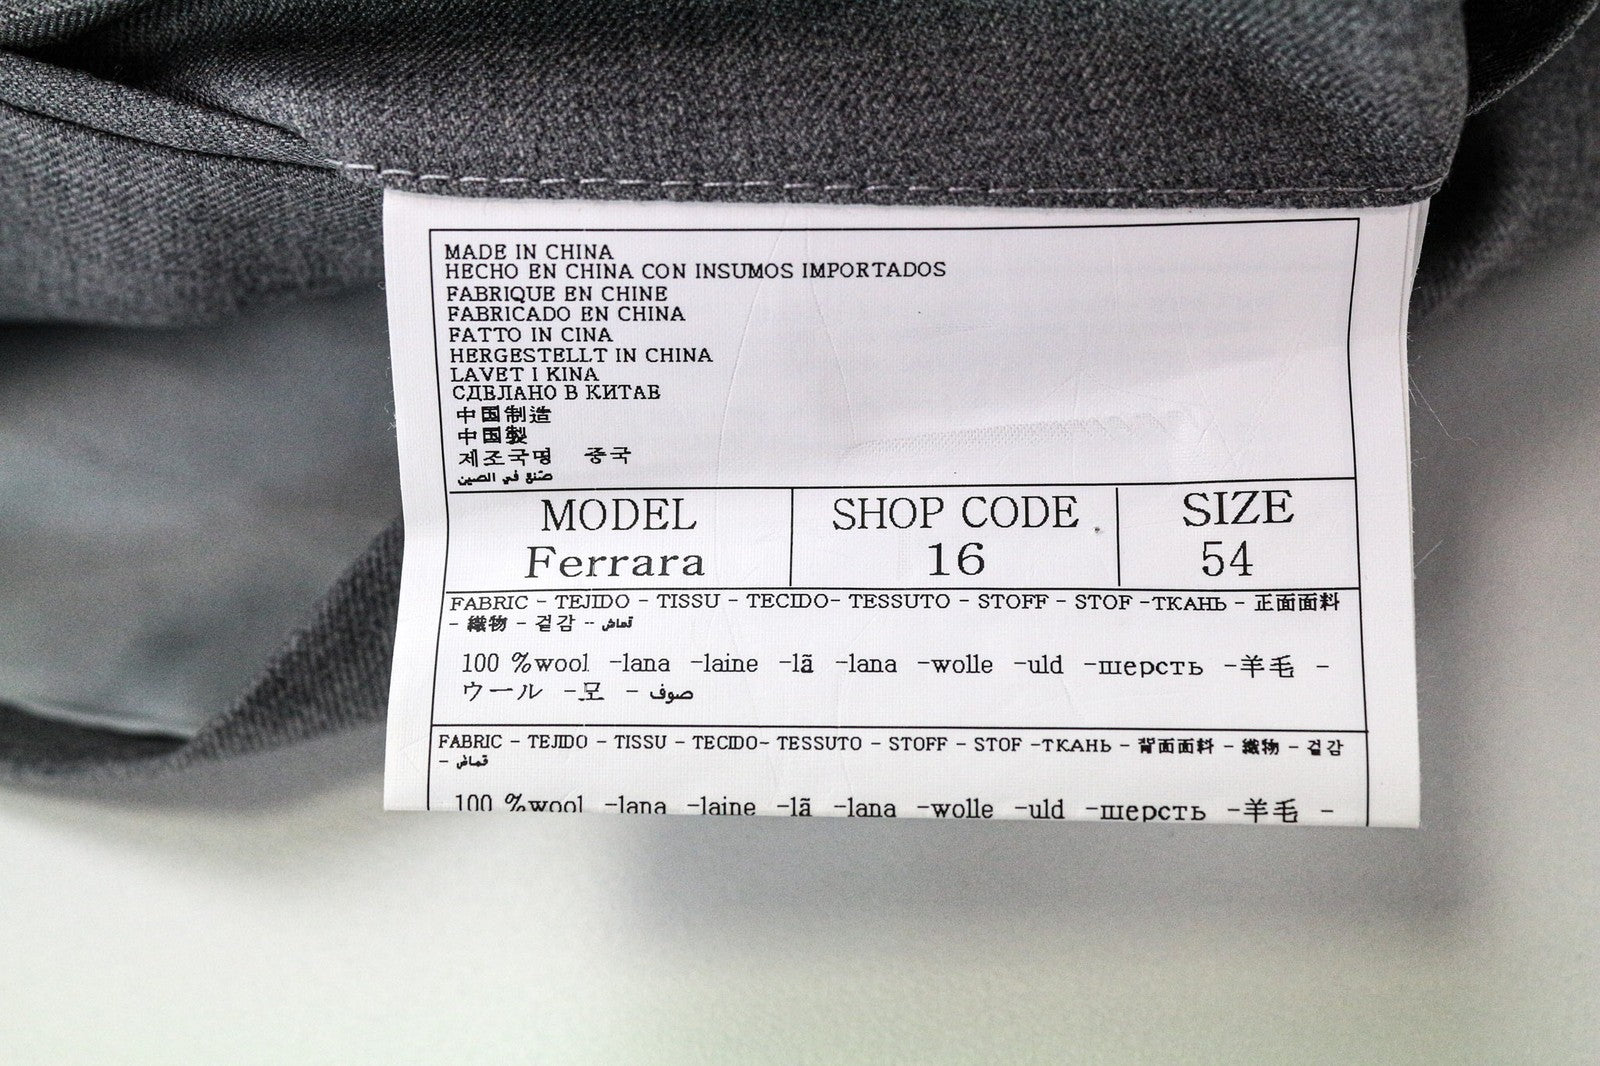 MADE IN CHINA
HECHO EN CHINA CON INSUMOS IMPORTADOS
FABRIQUE EN CHINE
FABRICADO EN CHINA
FATTO IN CINA
HERGESTELLT IN CHINA
LAVET I KINA
СДЕЛАНО В КИТАЕ
中国制造
中国製
제조국명 중국
صنع في الصين
MODEL SHOP CODE SIZE
Ferrara 16 54
FABRIC - TEJIDO - TISSU - TECIDO- TESSUTO - STOFF - STOF -ТКАНЬ - 正面面料
- 織物 - 겉감 - قماش
100 %wool -lana -laine -lã -lana -wolle -uld -шерсть -羊毛 -
ウール -모 - صوف
FABRIC - TEJIDO - TISSU - TECIDO- TESSUTO - STOFF - STOF -ТКАНЬ - 背面面料 - 織物 - 겉감
- قماش
100 %wool -lana -laine -lã -lana -wolle -uld -шерсть -羊毛 -